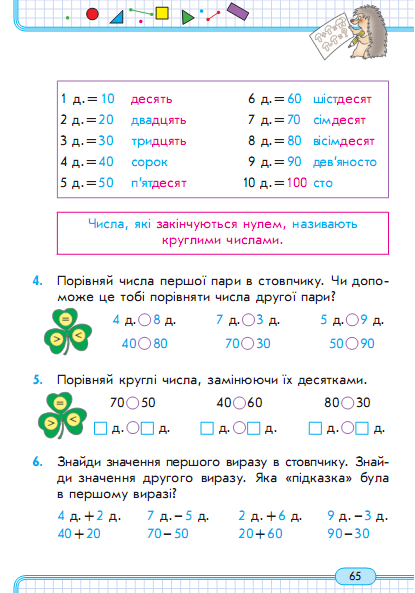 1 д. = 10 десять 6 д. = 60 шістдесят
2 д. = 20 двадцять 7 д. = 70 сімдесят
3 д. = 30 тридцять 8 д. = 80 вісімдесят
4 д. = 40 сорок 9 д. = 90 дев'яносто
5 д. = 50 п'ятдесят 10 д. = 100 сто
Числа, які закінчуються нулем, називають
круглими числами.
4. Порівняй числа першої пари в стовпчику. Чи допо-
може це тобі порівняти числа другої пари?
= > <
4 д.○8 д. 7 д.○3 д. 5 д.○9 д.
40○80 70○30 50○90
5. Порівняй круглі числа, замінюючи їх десятками.
= > <
70○50 40○60 80○30
□ д.○□ д. □ д.○□ д. □ д.○□ д.
6. Знайди значення першого виразу в стовпчику. Знай-
ди значення другого виразу. Яка «підказка» була
в першому виразі?
4 д. + 2 д. 7 д. – 5 д. 2 д. + 6 д. 9 д. – 3 д.
40 + 20 70 – 50 20 + 60 90 – 30
65